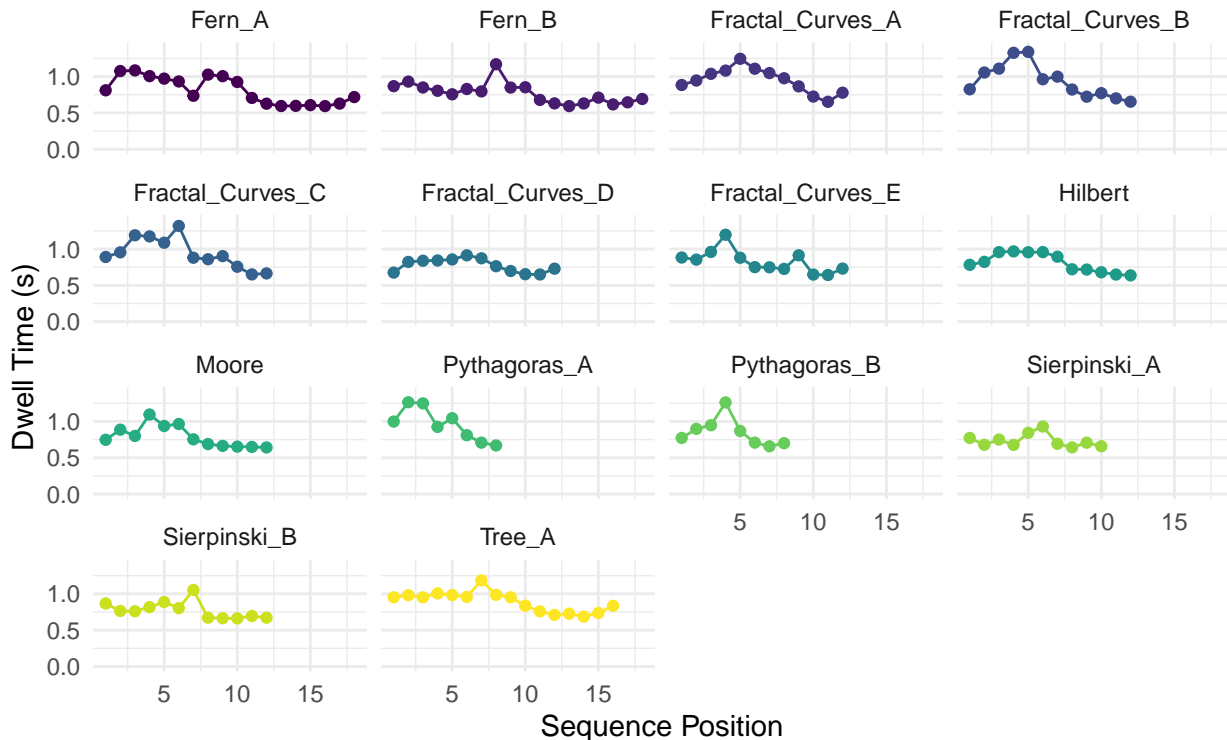 Fern_A Fern_B Fractal_Curves_A Fractal_Curves_B
1.0
0.5
0.0
Fractal_Curves_C Fractal_Curves_D Fractal_Curves_E Hilbert
1.0
0.5
0.0
Moore Pythagoras_A Pythagoras_B Sierpinski_A
1.0
0.5
0.0
5 10 15 5 10 15
Sierpinski_B Tree_A
1.0
0.5
0.0
5 10 15 5 10 15
Sequence Position
Dwell Time (s)